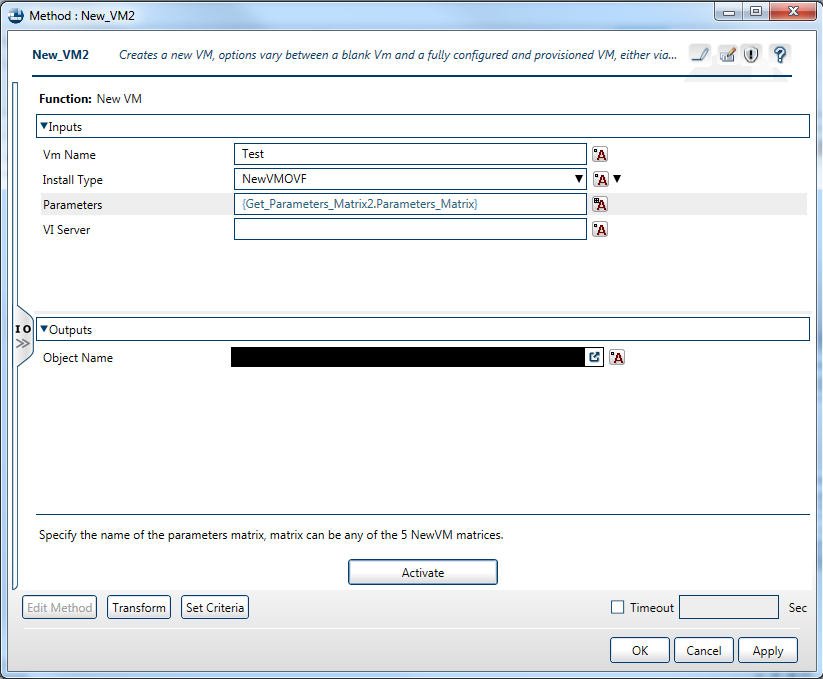 Method : New_VM2
New_VM2 Creates a new VM, options vary between a blank Vm and a fully configured and provisioned VM, either via...
Function: New VM
Inputs
Vm Name Test A
Install Type NewVMOVF A
Parameters {Get_Parameters_Matrix2.Parameters_Matrix} A
VI Server A
I O
Outputs
Object Name A
Specify the name of the parameters matrix, matrix can be any of the 5 NewVM matrices.
Activate
Edit Method Transform Set Criteria Timeout Sec
OK Cancel Apply